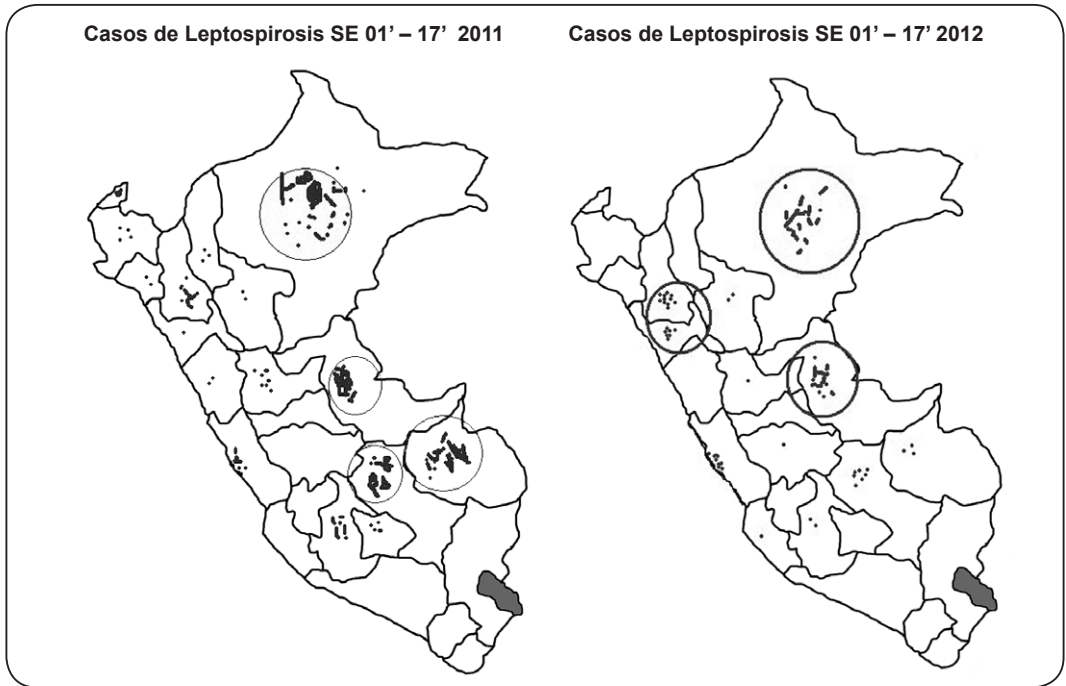 Casos de Leptospirosis SE 01’ – 17’ 2011
Casos de Leptospirosis SE 01’ – 17’ 2012